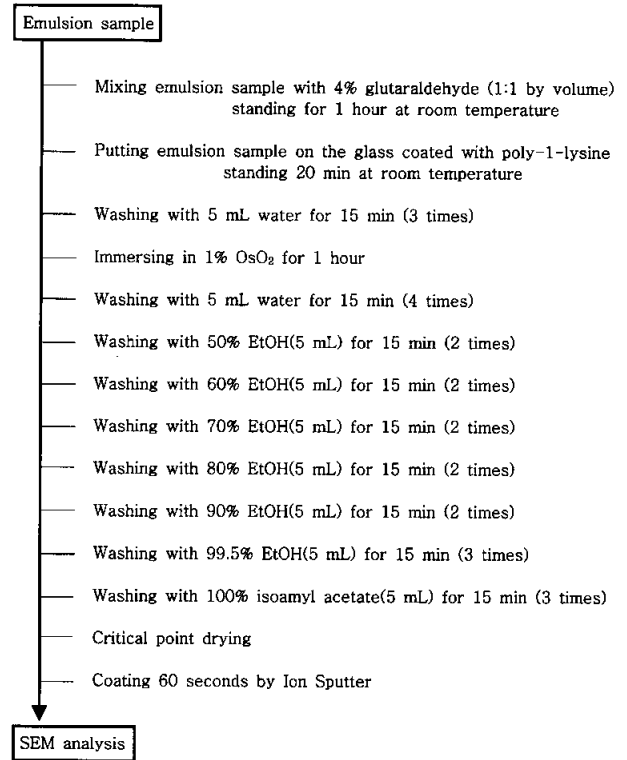 Emulsion sample
Mixing emulsion sample with 4% glutaraldehyde (1:1 by volume)
standing for 1 hour at room temperature
Putting emulsion sample on the glass coated with poly-1-lysine
standing 20 min at room temperature
Washing with 5 mL water for 15 min (3 times)
Immersing in 1% OsO₂ for 1 hour
Washing with 5 mL water for 15 min (4 times)
Washing with 50% EtOH(5 mL) for 15 min (2 times)
Washing with 60% EtOH(5 mL) for 15 min (2 times)
Washing with 70% EtOH(5 mL) for 15 min (2 times)
Washing with 80% EtOH(5 mL) for 15 min (2 times)
Washing with 90% EtOH(5 mL) for 15 min (2 times)
Washing with 99.5% EtOH(5 mL) for 15 min (3 times)
Washing with 100% isoamyl acetate(5 mL) for 15 min (3 times)
Critical point drying
Coating 60 seconds by Ion Sputter
SEM analysis